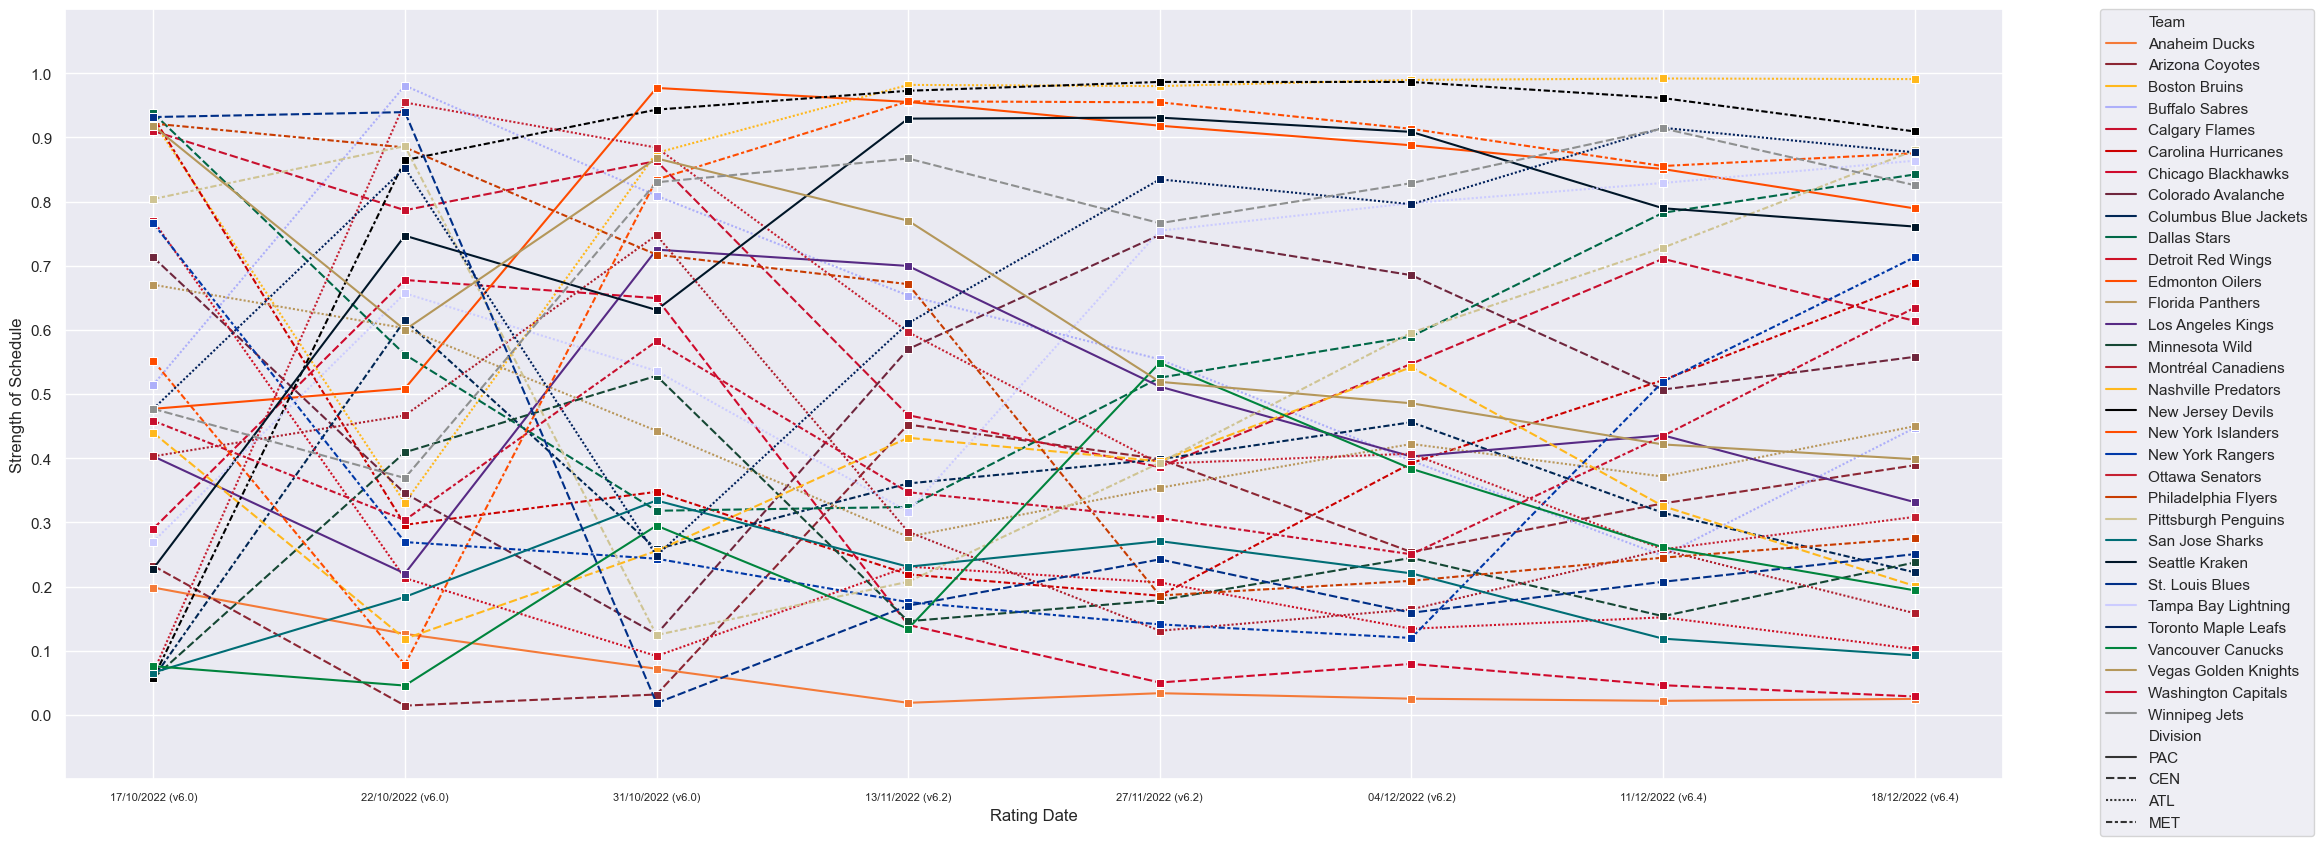 1.0
0.9
0.8
0.7
0.6
0.5
0.4
0.3
0.2
0.1
0.0
Strength of Schedule
17/10/2022 (v6.0)
22/10/2022 (v6.0)
31/10/2022 (v6.0)
13/11/2022 (v6.2)
27/11/2022 (v6.2)
04/12/2022 (v6.2)
11/12/2022 (v6.4)
18/12/2022 (v6.4)
Rating Date
Team
Anaheim Ducks
Arizona Coyotes
Boston Bruins
Buffalo Sabres
Calgary Flames
Carolina Hurricanes
Chicago Blackhawks
Colorado Avalanche
Columbus Blue Jackets
Dallas Stars
Detroit Red Wings
Edmonton Oilers
Florida Panthers
Los Angeles Kings
Minnesota Wild
Montréal Canadiens
Nashville Predators
New Jersey Devils
New York Islanders
New York Rangers
Ottawa Senators
Philadelphia Flyers
Pittsburgh Penguins
San Jose Sharks
Seattle Kraken
St. Louis Blues
Tampa Bay Lightning
Toronto Maple Leafs
Vancouver Canucks
Vegas Golden Knights
Washington Capitals
Winnipeg Jets
Division
PAC
CEN
ATL
MET